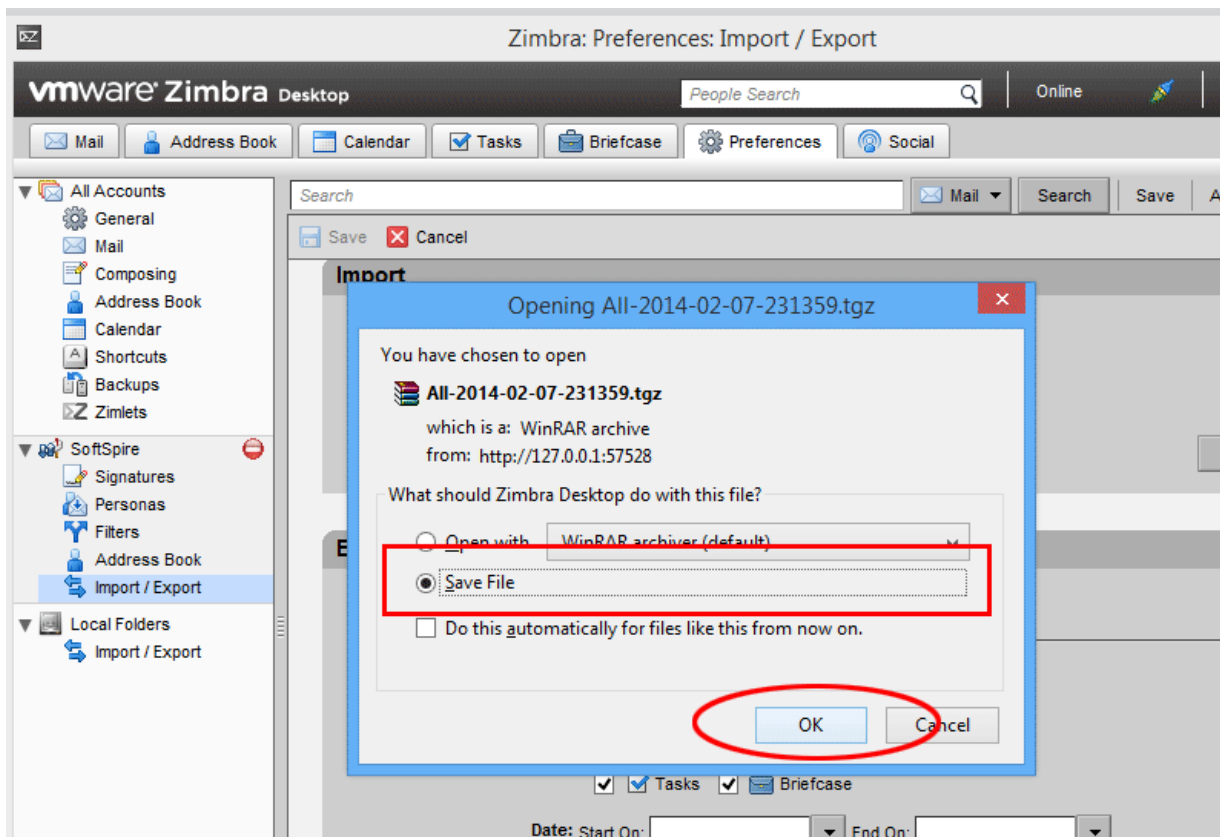 Zimbra: Preferences: Import / Export
vmware Zimbra Desktop
People Search
Online
Mail
Address Book
Calendar
Tasks
Briefcase
Preferences
Social
All Accounts
General
Mail
Composing
Address Book
Calendar
Shortcuts
Backups
Zimlets
SoftSpire
Signatures
Personas
Filters
Address Book
Import / Export
Local Folders
Import / Export
Search
Mail
Search
Save
A
Save
Cancel
Import
Opening All-2014-02-07-231359.tgz
You have chosen to open
All-2014-02-07-231359.tgz
which is a: WinRAR archive
from: http://127.0.0.1:57528
What should Zimbra Desktop do with this file?
Open with
WinRAR archiver (default)
Save File
Do this automatically for files like this from now on.
OK
Cancel
E
Tasks
Briefcase
Date: Start On:
End On: